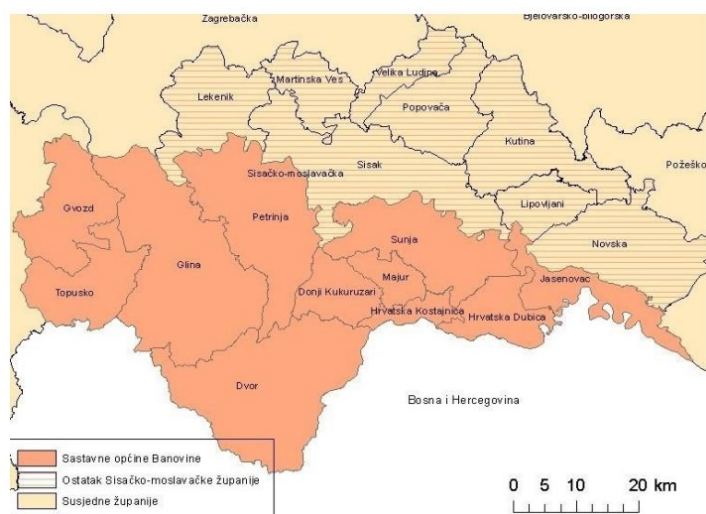 Zagrebačka
Bjelovarsko-bilogorska
Martinska Ves
Velika Ludina
Lekenik
Popovača
Kutina
Sisak
Požeško
Sisačko-moslavačka
Gvozd
Petrinja
Lipovljani
Sunja
Novska
Glina
Majur
Jasenovac
Topusko
Donji Kukuruzari
Hrvatska Kostajnica
Hrvatska Dubica
Dvor
Bosna i Hercegovina
Sastavne općine Banovine
Ostatak Sisačko-moslavačke županije
Susjedne županije
0 5 10 20 km